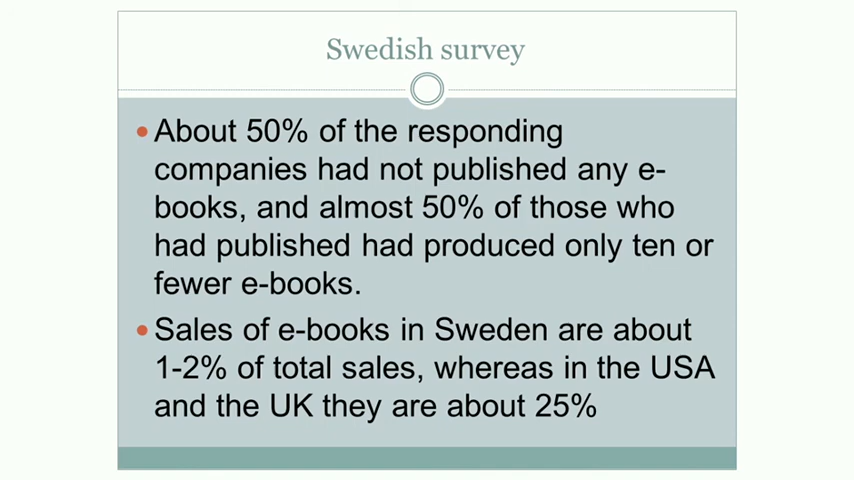 Swedish survey
•About 50% of the responding
companies had not published any e-
books, and almost 50% of those who
had published had produced only ten or
fewer e-books.
•Sales of e-books in Sweden are about
1-2% of total sales, whereas in the USA
and the UK they are about 25%